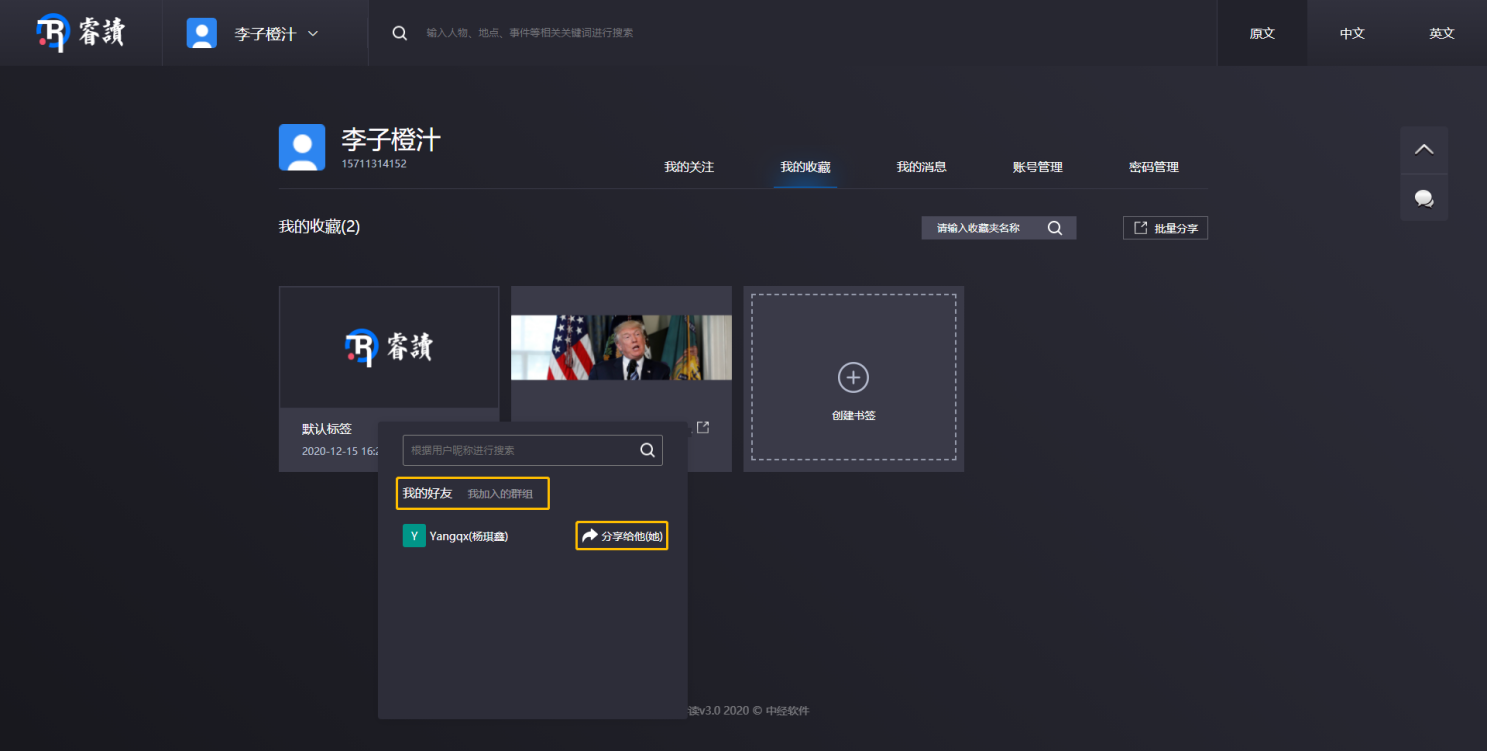 睿讀
李子橙汁
输入人物、地点、事件等相关关键词进行搜索
原文
中文
英文
李子橙汁
15711314152
我的关注
我的收藏
我的消息
账号管理
密码管理
我的收藏(2)
请输入收藏夹名称
批量分享
睿讀
默认标签
2020-12-15 16:2
创建书签
根据用户昵称进行搜索
我的好友
我加入的群组
Y
Yangqx(杨琪鑫)
分享给他(她)
读v3.0 2020 © 中经软件